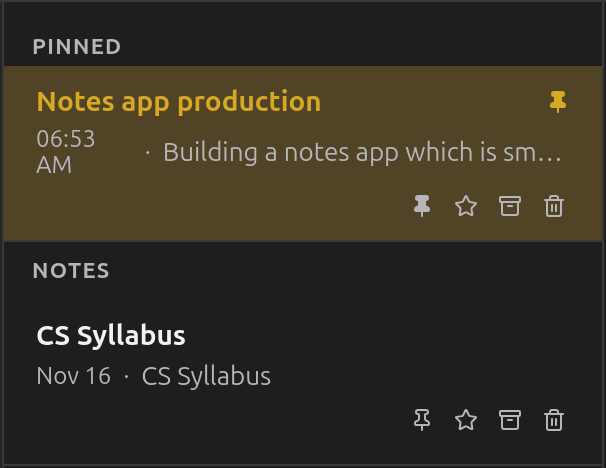 PINNED
Notes app production
06:53
AM · Building a notes app which is sm...
NOTES
CS Syllabus
Nov 16 · CS Syllabus